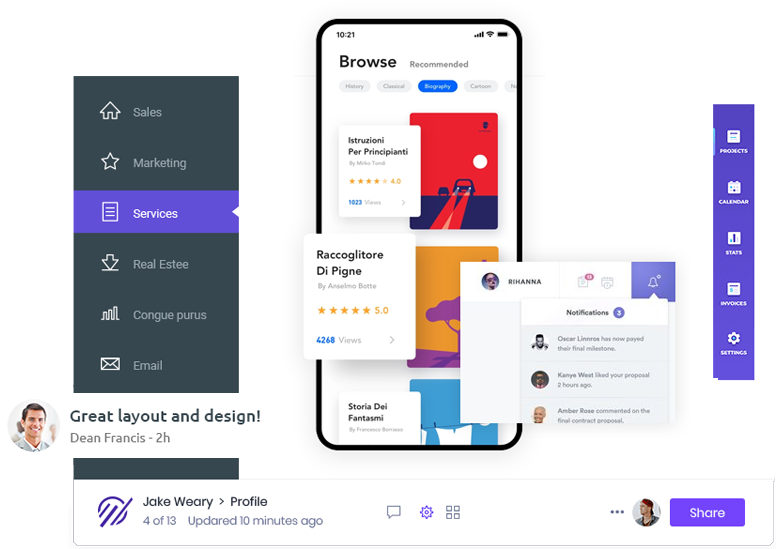 Sales
Marketing
Services
Real Estee
Congue purus
Email
Great layout and design!
Dean Francis - 2h
10:21
Browse
Recommended
History
Classical
Biography
Cartoon
Istruzioni
Per Principianti
By Mirko Tondi
4.0
1023 Views
Raccoglitore
Di Pigne
By Anselmo Botte
5.0
4268 Views
Storia Dei
Fantasmi
By Francesco Borrasso
RIHANNA
Notifications 3
Oscar Linnros has now payed
their final milestone.
Kanye West liked your proposal
2 hours ago.
Amber Rose commented on the
final contract proposal.
PROJECTS
CALENDAR
STATS
INVOICES
SETTINGS
Jake Weary > Profile
4 of 13 Updared 10 minutes ago
Share